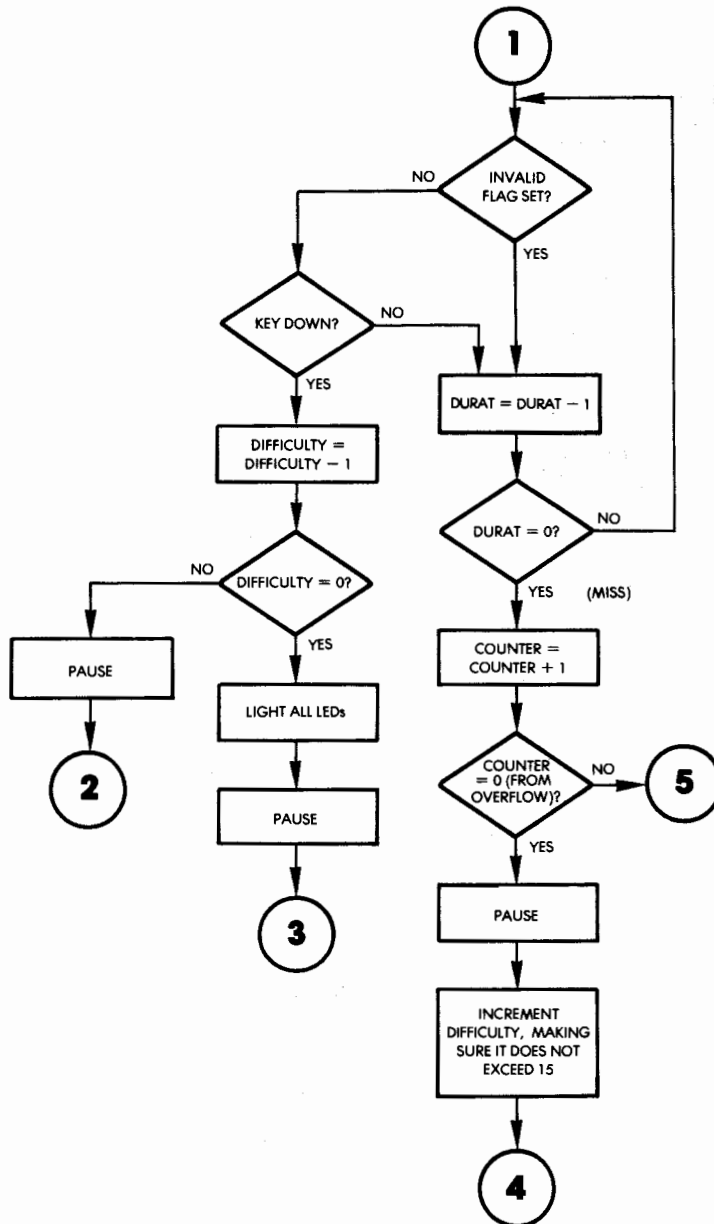 1
INVALID
FLAG SET?
NO
YES
KEY DOWN?
NO
YES
DURAT = DURAT – 1
DIFFICULTY =
DIFFICULTY – 1
DURAT = 0?
NO
YES
(MISS)
DIFFICULTY = 0?
NO
YES
PAUSE
2
COUNTER =
COUNTER + 1
LIGHT ALL LEDs
COUNTER
= 0 (FROM
OVERFLOW)?
NO
5
YES
PAUSE
3
PAUSE
INCREMENT
DIFFICULTY, MAKING
SURE IT DOES NOT
EXCEED 15
4